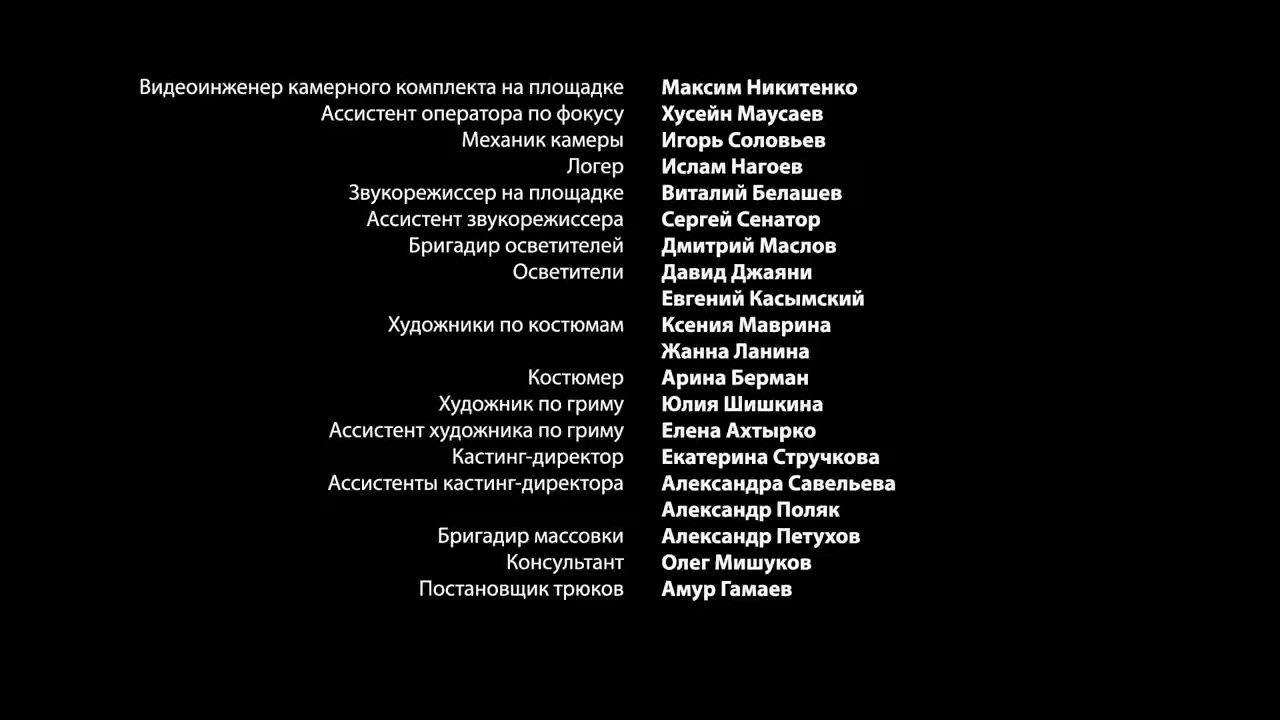 Видеоинженер камерного комплекта на площадке Максим Никитенко
Ассистент оператора по фокусу Хусейн Маусаев
Механик камеры Игорь Соловьев
Логер Ислам Нагоев
Звукорежиссер на площадке Виталий Белашев
Ассистент звукорежиссера Сергей Сенатор
Бригадир осветителей Дмитрий Маслов
Осветители Давид Джаяни
Евгений Касымский
Художники по костюмам Ксения Маврина
Жанна Ланина
Костюмер Арина Берман
Художник по гриму Юлия Шишкина
Ассистент художника по гриму Елена Ахтырко
Кастинг-директор Екатерина Стручкова
Ассистенты кастинг-директора Александра Савельева
Александр Поляк
Бригадир массовки Александр Петухов
Консультант Олег Мишуков
Постановщик трюков Амур Гамаев